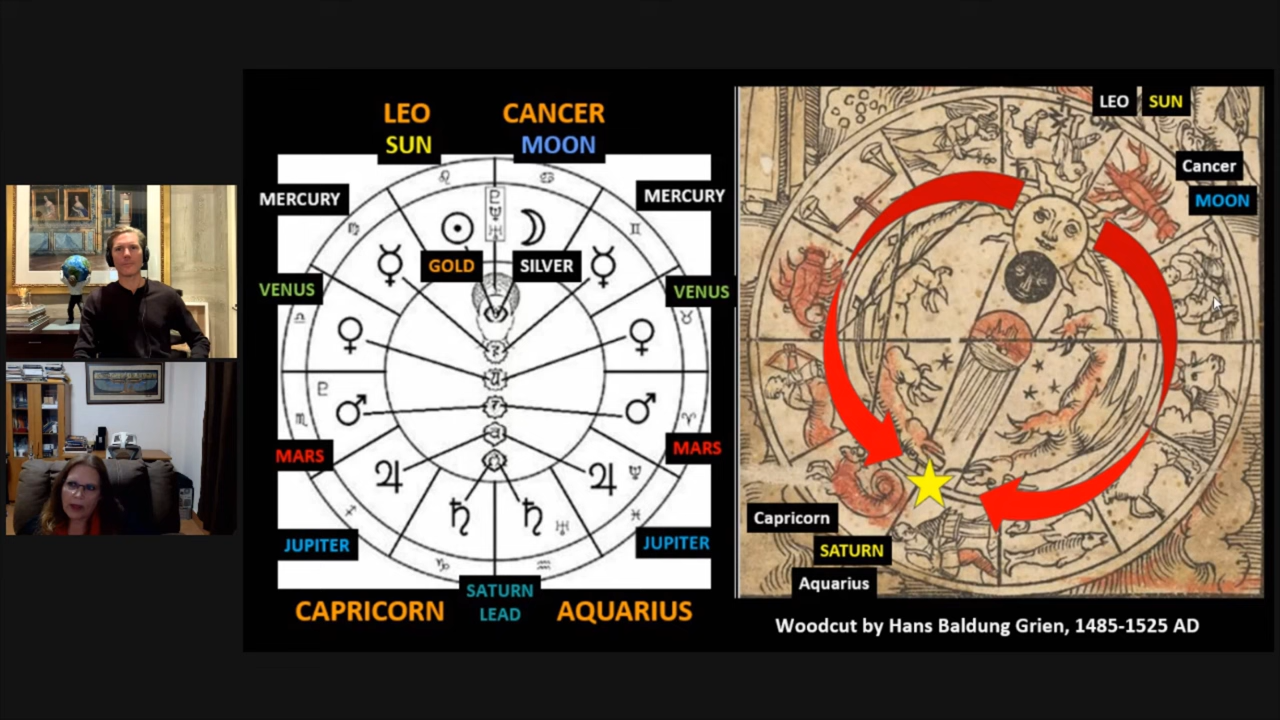 LEO
SUN
CANCER
MOON
MERCURY
MERCURY
GOLD
SILVER
VENUS
VENUS
MARS
MARS
JUPITER
JUPITER
SATURN
LEAD
CAPRICORN
AQUARIUS
LEO SUN
Cancer
MOON
Capricorn
SATURN
Aquarius
Woodcut by Hans Baldung Grien, 1485-1525 AD